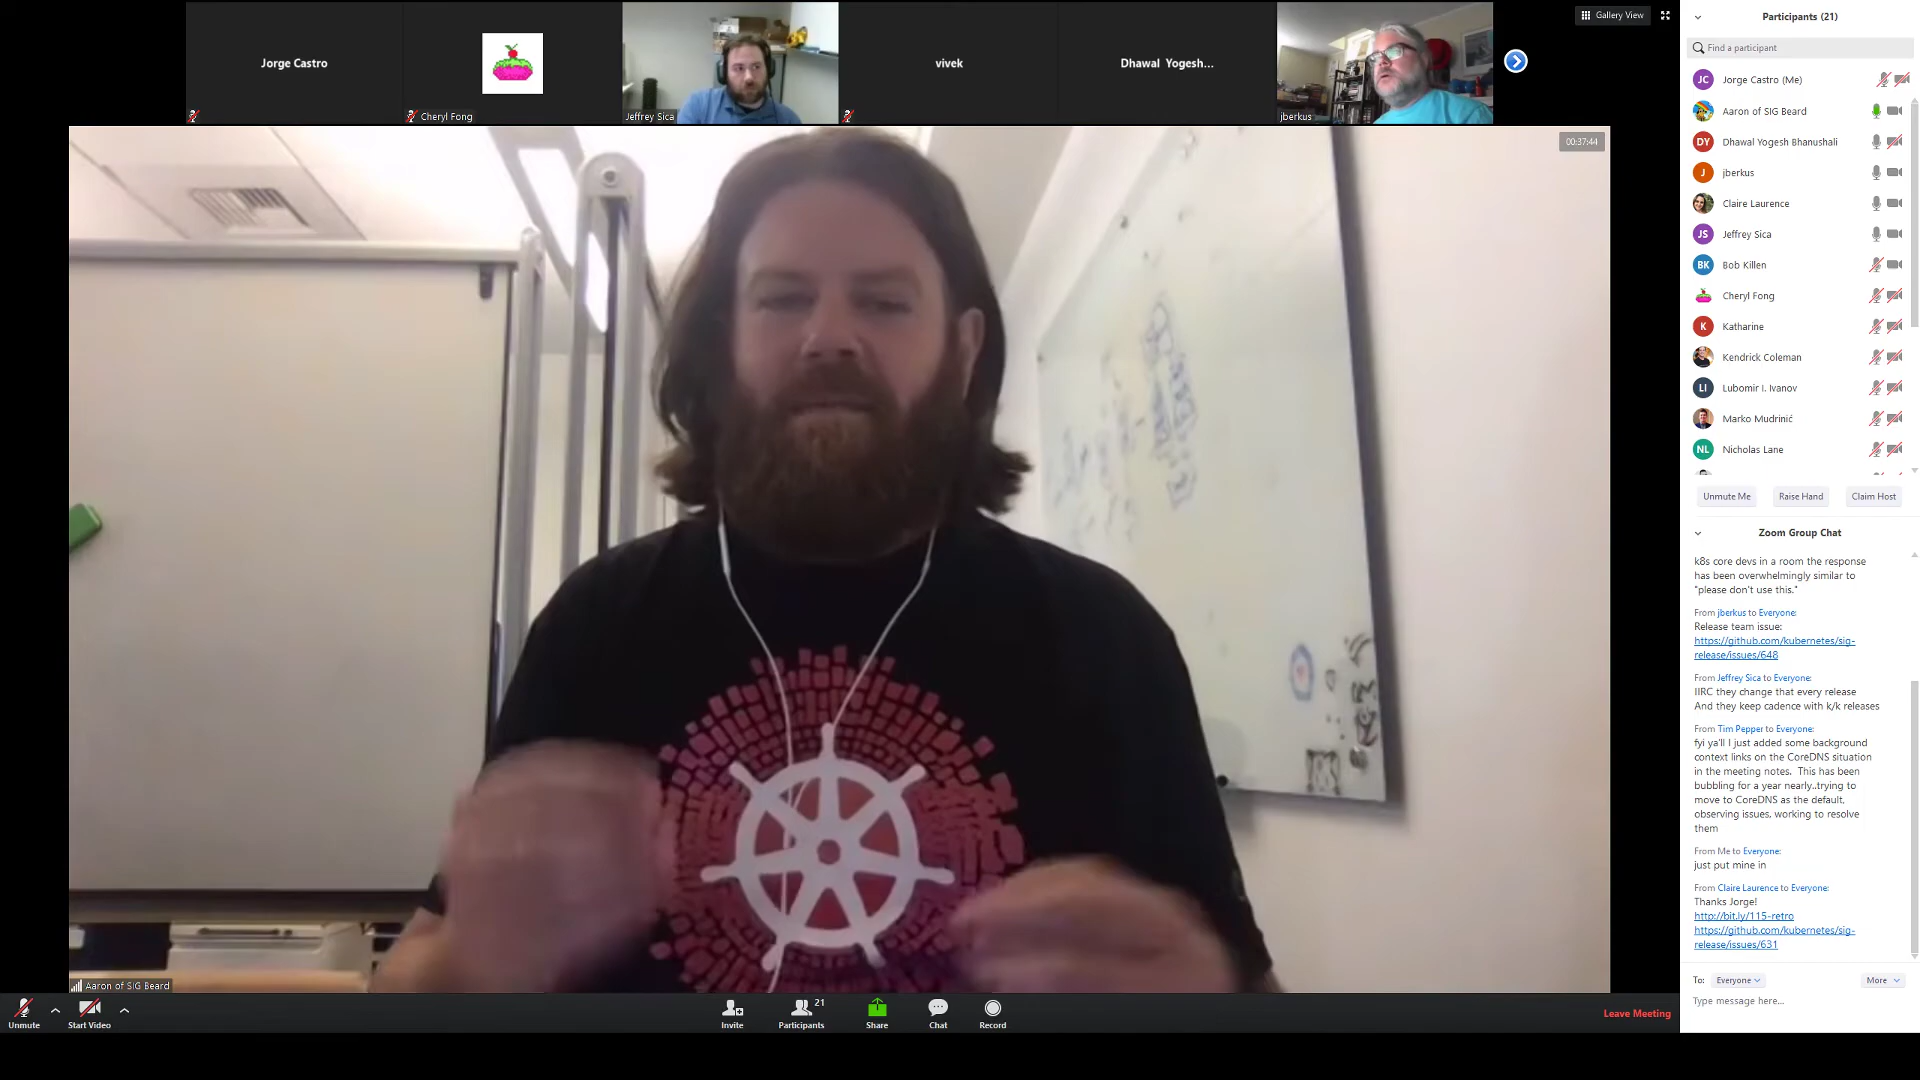 Jorge Castro
Cheryl Fong
Jeffrey Sica
vivek
Dhawal Yogesh...
jberkus
Gallery View
00:37:44
Aaron of SIG Beard
Unmute
Start Video
Invite
21
Participants
Share
Chat
Record
Leave Meeting
Participants (21)
Find a participant
JC Jorge Castro (Me)
Aaron of SIG Beard
DY Dhawal Yogesh Bhanushali
J jberkus
Claire Laurence
JS Jeffrey Sica
BK Bob Killen
Cheryl Fong
K Katharine
Kendrick Coleman
LI Lubomir I. Ivanov
Marko Mudrinić
NL Nicholas Lane
Unmute Me Raise Hand Claim Host
Zoom Group Chat
k8s core devs in a room the response
has been overwhelmingly similar to
"please don't use this."
From jberkus to Everyone:
Release team issue:
https://github.com/kubernetes/sig-
release/issues/648
From Jeffrey Sica to Everyone:
IIRC they change that every release
And they keep cadence with k/k releases
From Tim Pepper to Everyone:
fyi ya'll I just added some background
context links on the CoreDNS situation
in the meeting notes. This has been
bubbling for a year nearly..trying to
move to CoreDNS as the default,
observing issues, working to resolve
them
From Me to Everyone:
just put mine in
From Claire Laurence to Everyone:
Thanks Jorge!
http://bit.ly/115-retro
https://github.com/kubernetes/sig-
release/issues/631
To: Everyone More
Type message here...